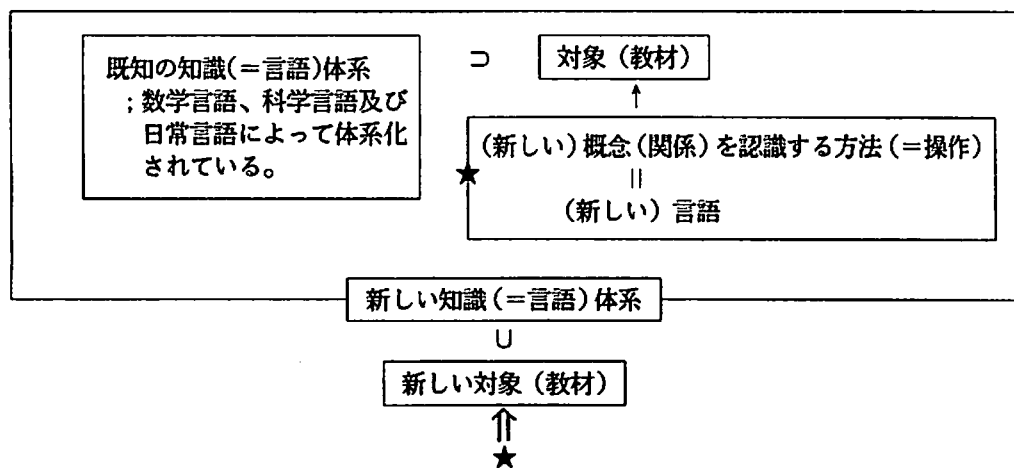 既知の知識(=言語)体系
;数学言語、科学言語及び
日常言語によって体系化
されている。
⊃
対象(教材)
↑
(新しい)概念(関係)を認識する方法(=操作)
||
(新しい)言語
★
新しい知識(=言語)体系
∪
新しい対象(教材)
⇑
★